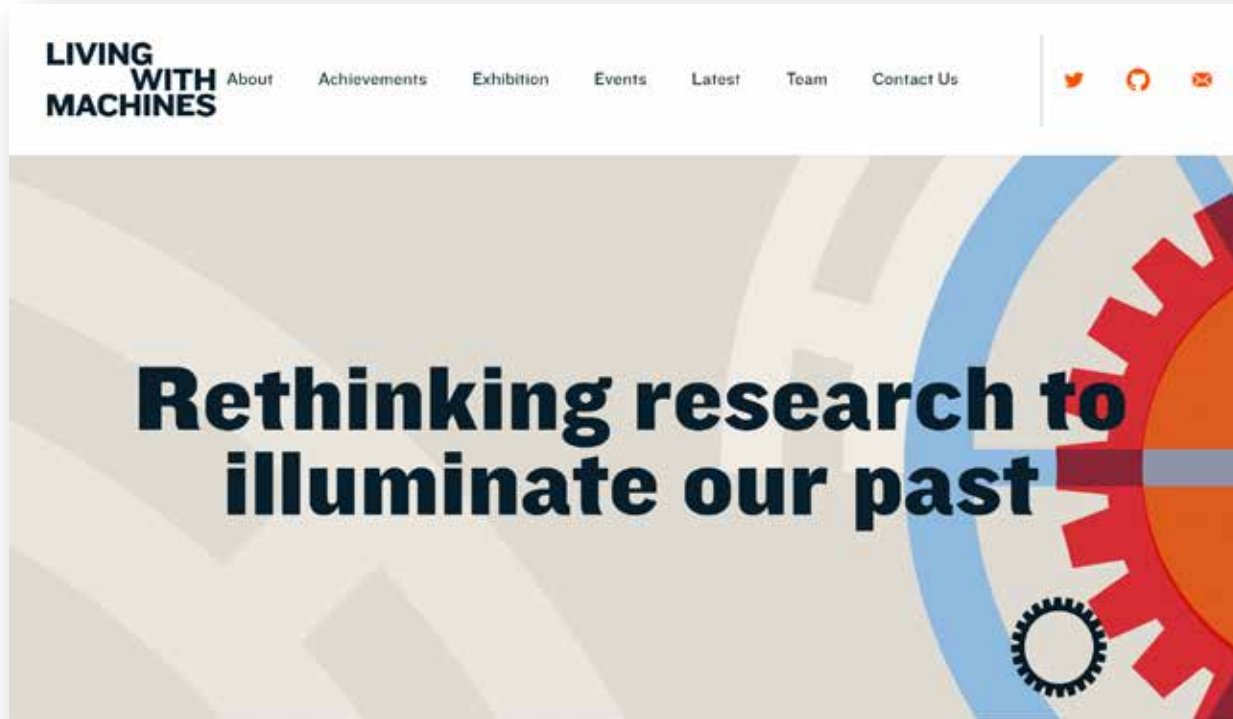 LIVING
WITH
MACHINES
About Achievements Exhibition Events Latest Team Contact Us
Rethinking research to
illuminate our past